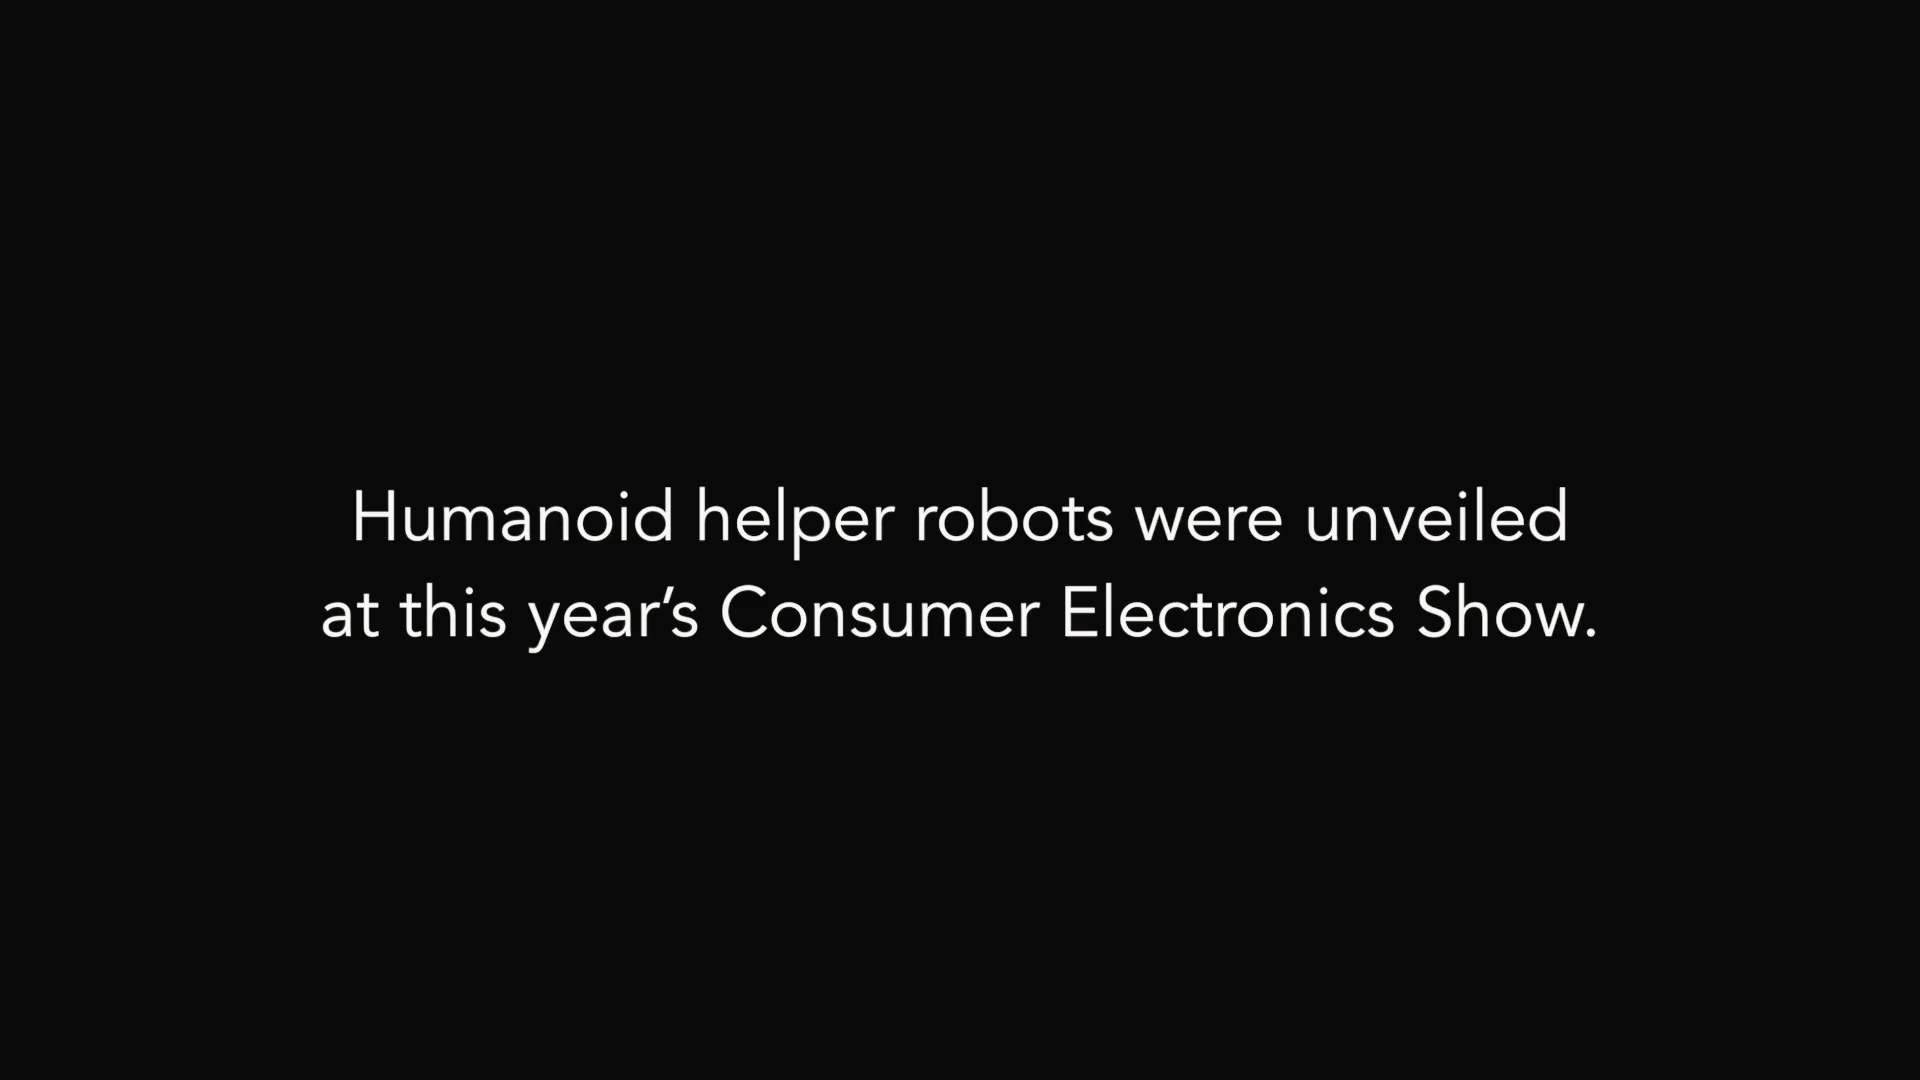 Humanoid helper robots were unveiled
at this year’s Consumer Electronics Show.